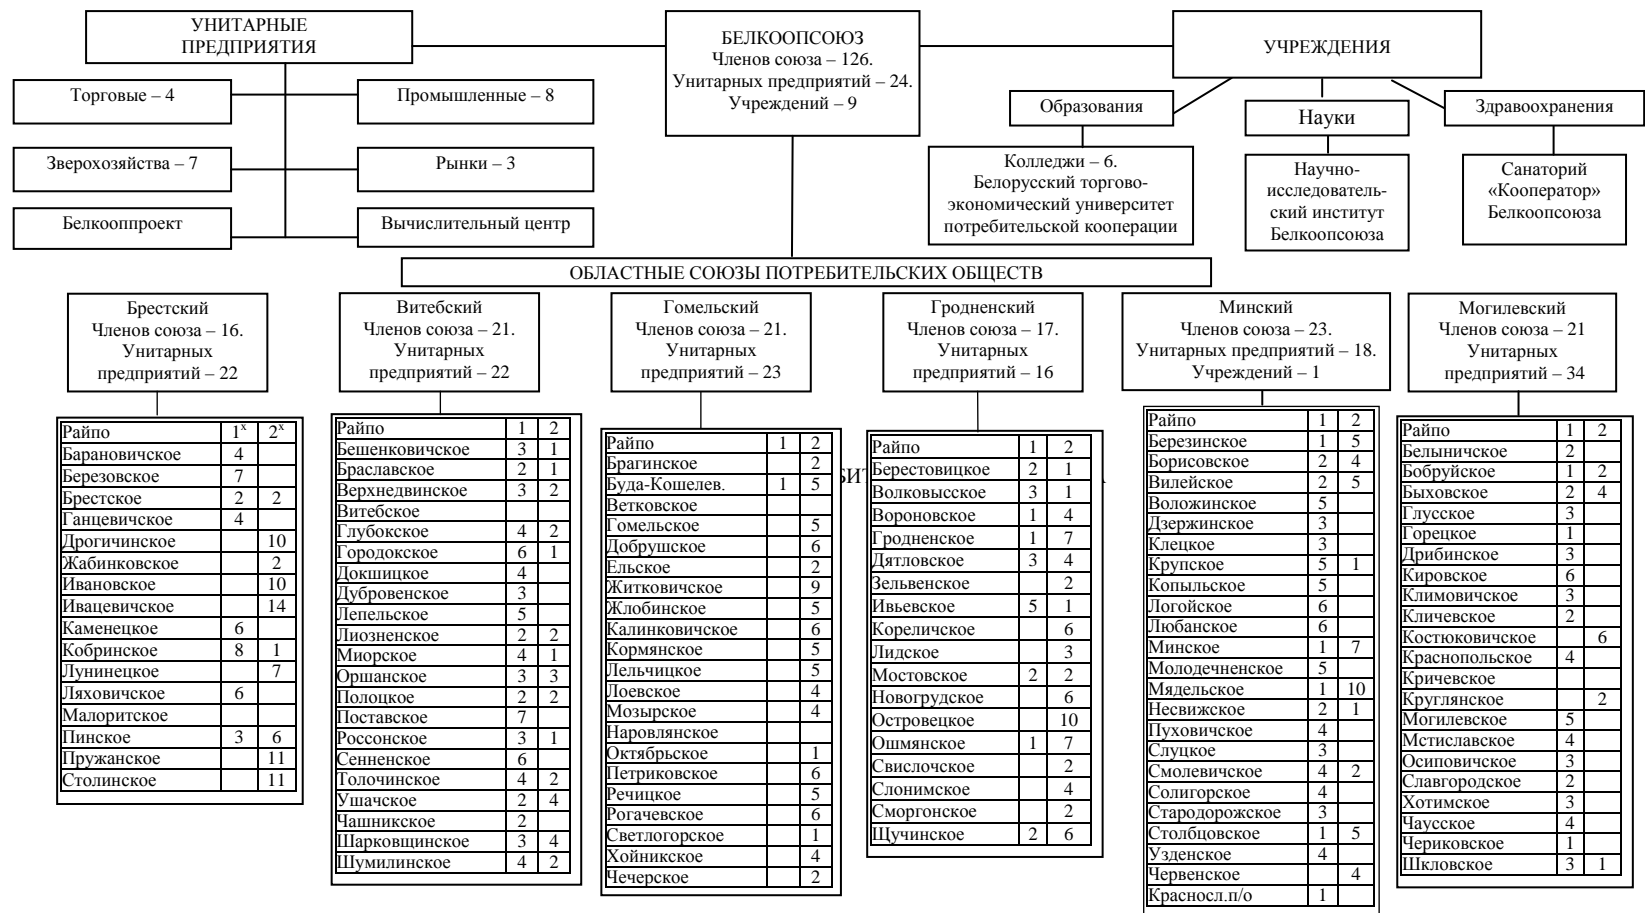 УНИТАРНЫЕ
ПРЕДПРИЯТИЯ
БЕЛКООПСОЮЗ
Членов союза – 126.
Унитарных предприятий – 24.
Учреждений – 9
УЧРЕЖДЕНИЯ
Торговые – 4
Промышленные – 8
Зверохозяйства – 7
Рынки – 3
Белкооппроект
Вычислительный центр
Образования
Науки
Здравоохранения
Колледжи – 6.
Белорусский торгово-
экономический университет
потребительской кооперации
Научно-
исследователь-
ский институт
Белкоопсоюза
Санаторий
«Кооператор»
Белкоопсоюза
ОБЛАСТНЫЕ СОЮЗЫ ПОТРЕБИТЕЛЬСКИХ ОБЩЕСТВ
Брестский
Членов союза – 16.
Унитарных
предприятий – 22
Витебский
Членов союза – 21.
Унитарных
предприятий – 22
Гомельский
Членов союза – 21.
Унитарных
предприятий – 23
Гродненский
Членов союза – 17.
Унитарных
предприятий – 16
Минский
Членов союза – 23.
Унитарных предприятий – 18.
Учреждений – 1
Могилевский
Членов союза – 21
Унитарных
предприятий – 34
Райпо 1х 2х
Барановичское 4
Березовское 7
Брестское 2 2
Ганцевичское 4
Дрогичинское 10
Жабинковское 2
Ивановское 10
Ивацевичское 14
Каменецкое 6
Кобринское 8 1
Лунинецкое 7
Ляховичское 6
Малоритское
Пинское 3 6
Пружанское 11
Столинское 11
Райпо 1 2
Бешенковичское 3 1
Браславское 2 1
Верхнедвинское 3 2
Витебское
Глубокское 4 2
Городокское 6 1
Докшицкое 4
Дубровенское 3
Лепельское 5
Лиозненское 2 2
Миорское 4 1
Оршанское 3 3
Полоцкое 2 2
Поставское 7
Россонское 3 1
Сенненское 6
Толочинское 4 2
Ушачское 2 4
Чашникское 2
Шарковщинское 3 4
Шумилинское 4 2
Райпо 1 2
Брагинское 2
Буда-Кошелев. 1 5
Ветковское
Гомельское 5
Добрушское 6
Ельское 2
Житковичское 9
Жлобинское 5
Калинковичское 6
Кормянское 5
Лельчицкое 5
Лоевское 4
Мозырское 4
Наровлянское
Октябрьское 1
Петриковское 6
Речицкое 5
Рогачевское 6
Светлогорское 1
Хойникское 4
Чечерское 2
Райпо 1 2
Берестовицкое 2 1
Волковысское 3 1
Вороновское 1 4
Гродненское 1 7
Дятловское 3 4
Зельвенское 2
Ивьевское 5 1
Кореличское 6
Лидское 3
Мостовское 2 2
Новогрудское 6
Островецкое 10
Ошмянское 1 7
Свислочское 2
Слонимское 4
Сморгонское 2
Щучинское 2 6
Райпо 1 2
Березинское 1 5
Борисовское 2 4
Вилейское 2 5
Воложинское 5
Дзержинское 3
Клецкое 3
Крупское 5 1
Копыльское 5
Логойское 6
Любанское 6
Минское 1 7
Молодечненское 5
Мядельское 1 10
Несвижское 2 1
Пуховичское 4
Слуцкое 3
Смолевичское 4 2
Солигорское 4
Стародорожское 3
Столбцовское 1 5
Узденское 4
Червенское 4
Красносл.п/о 1
Райпо 1 2
Белыничское 2
Бобруйское 1 2
Быховское 2 4
Глусское 3
Горецкое 1
Дрибинское 3
Кировское 6
Климовичское 3
Кличевское 2
Костюковичское 6
Краснопольское 4
Кричевское
Круглянское 2
Могилевское 5
Мстиславское 4
Осиповичское 3
Славгородское 2
Хотимское 3
Чаусское 4
Чериковское 1
Шкловское 3 1